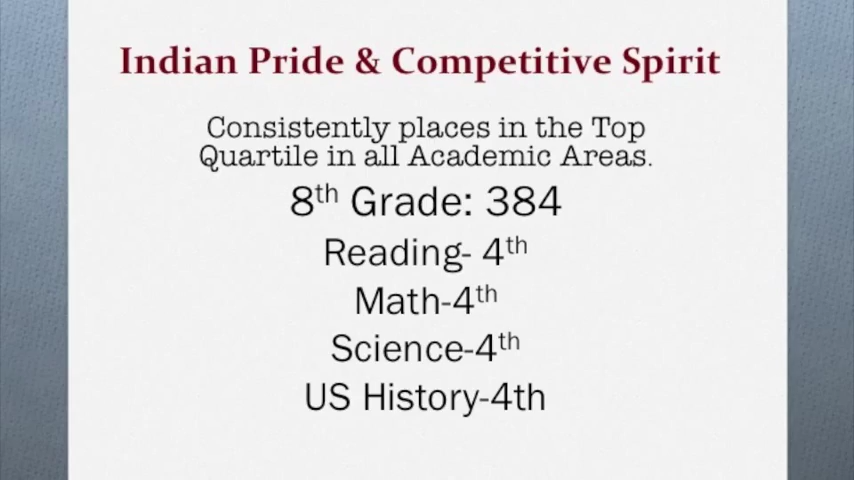 Indian Pride & Competitive Spirit
Consistently places in the Top
Quartile in all Academic Areas.
8th Grade: 384
Reading- 4th
Math-4th
Science-4th
US History-4th